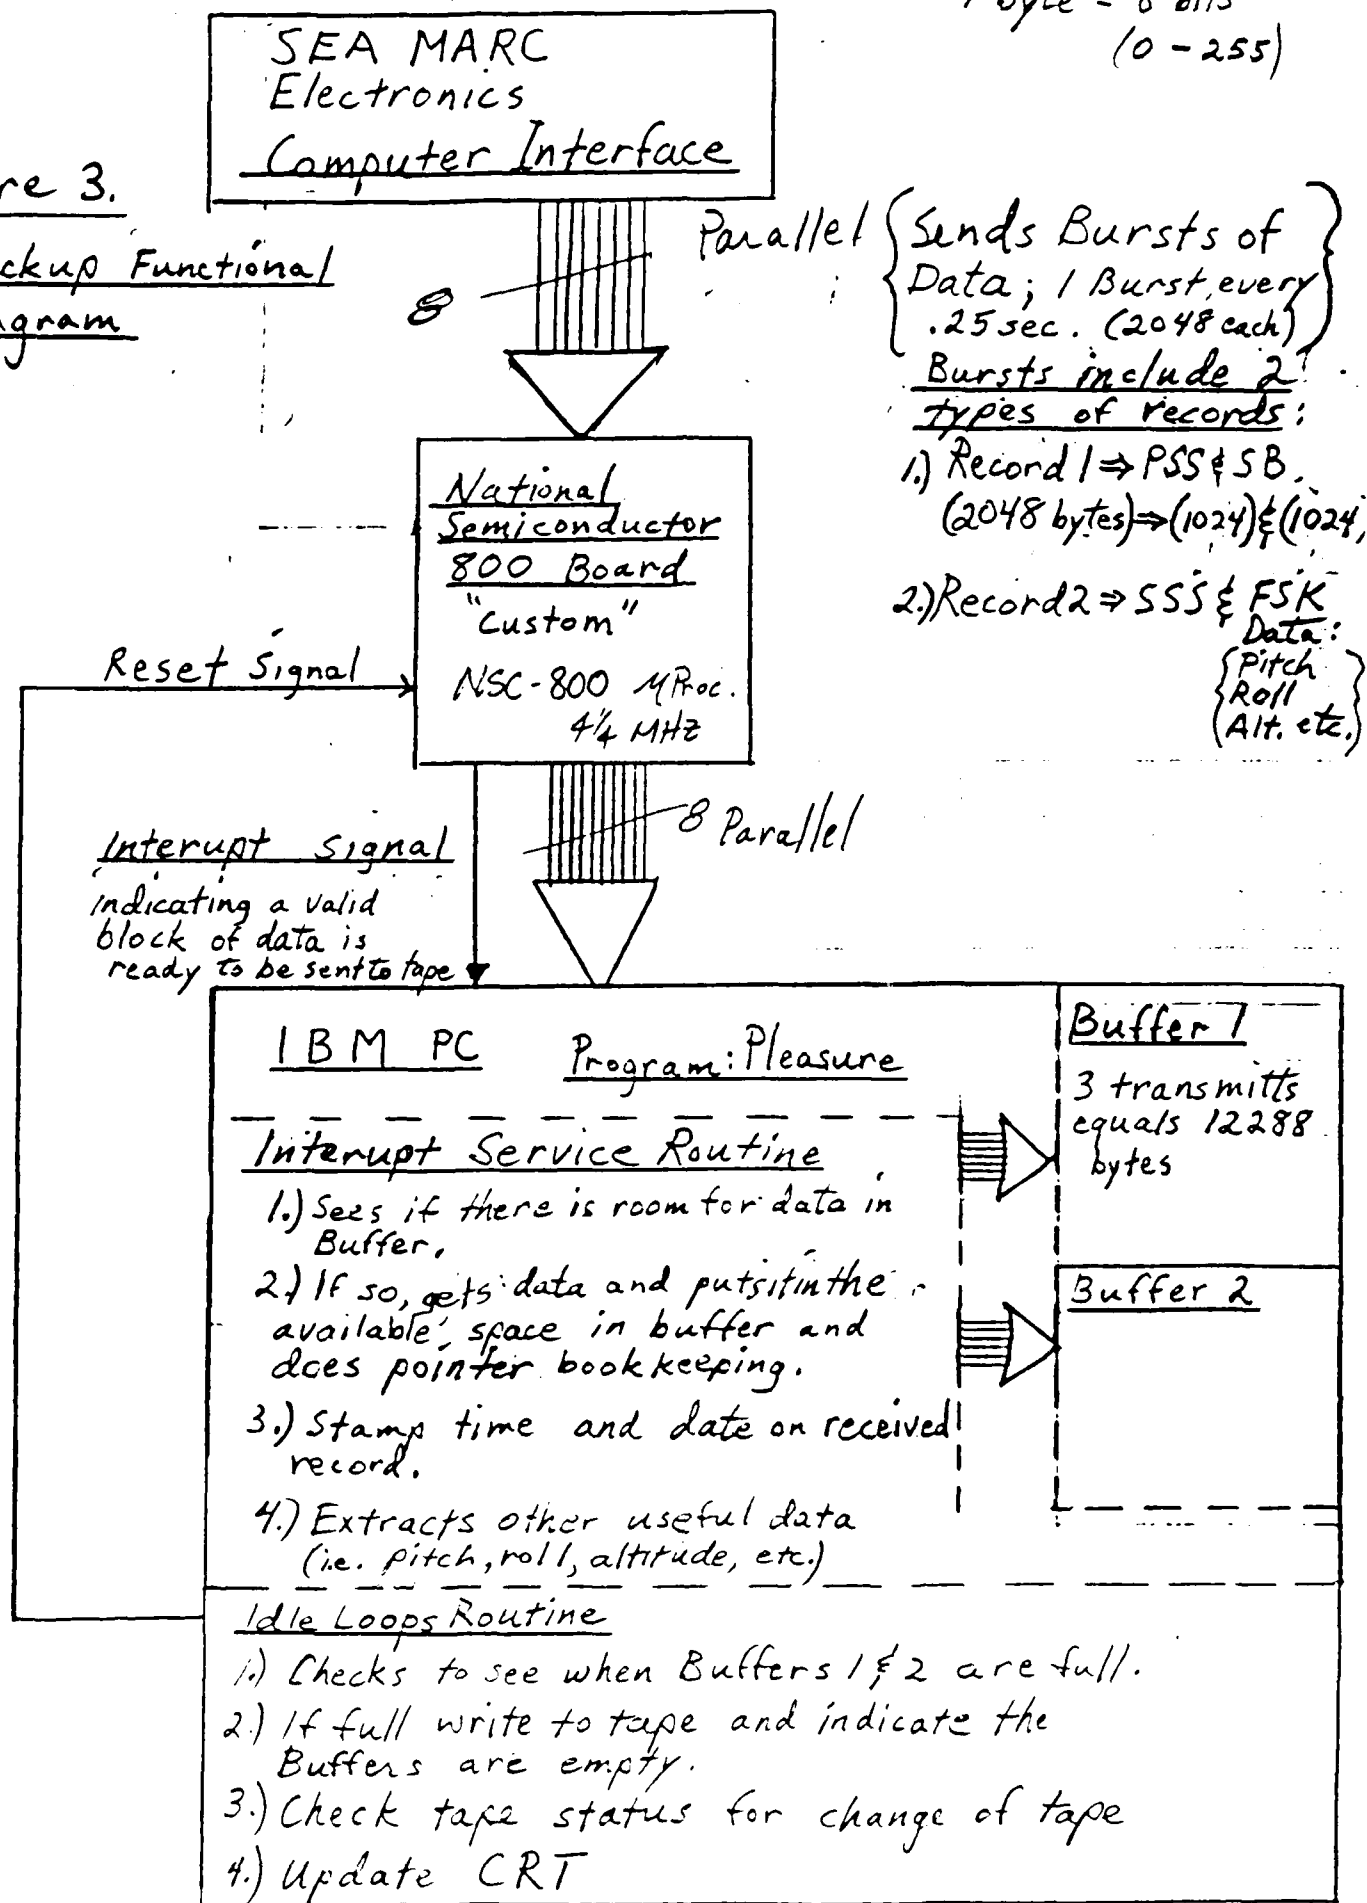 byte = 8 bits
(0 - 255)
SEA MARC
Electronics
Computer Interface
re 3.
ckup Functional
gram
8
Parallel
Sends Bursts of
Data; 1 Burst every
.25 sec. (2048 each)
Bursts include 2
types of records:
1.) Record 1 ⇒ PSS & SB.
(2048 bytes) ⇒ (1024) & (1024,
2.) Record 2 ⇒ SSS & FSK
Data:
Pitch
Roll
Alt. etc.
National
Semiconductor
800 Board
"Custom"
NSC-800 µProc.
4¼ MHz
Reset Signal
Interupt Signal
indicating a valid
block of data is
ready to be sent to tape
8 Parallel
IBM PC Program: Pleasure
Interupt Service Routine
1.) Sees if there is room for data in
Buffer.
2.) If so, gets data and puts it in the
available space in buffer and
does pointer bookkeeping.
3.) Stamp time and date on received
record.
4.) Extracts other useful data
(i.e. pitch, roll, altitude, etc.)
Buffer 1
3 transmitts
equals 12288
bytes
Buffer 2
Idle Loops Routine
1.) Checks to see when Buffers 1 & 2 are full.
2.) If full write to tape and indicate the
Buffers are empty.
3.) Check tape status for change of tape
4.) Update CRT